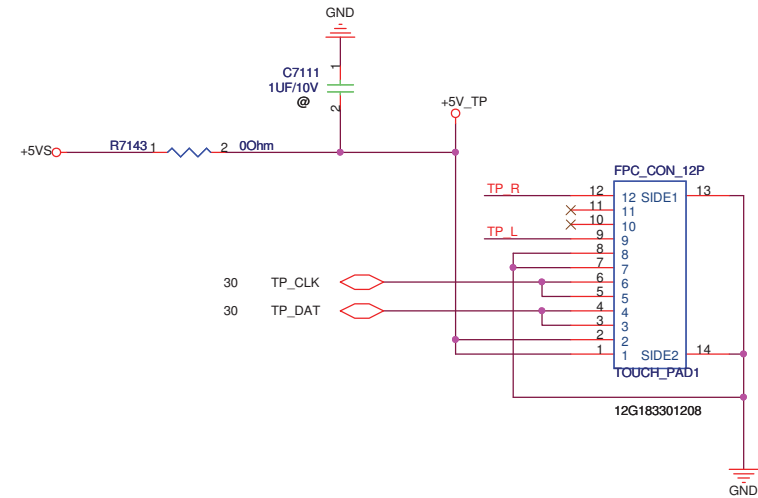 GND
1
C7111
1UF/10V
@
2
+5V_TP
+5VS
R7143 1
2 0Ohm
FPC_CON_12P
TP_R
12
12 SIDE1
13
11
11
10
10
TP_L
9
9
8
8
7
7
30 TP_CLK
6
6
5
5
30 TP_DAT
4
4
3
3
2
2
1
1 SIDE2
14
TOUCH_PAD1
12G183301208
GND